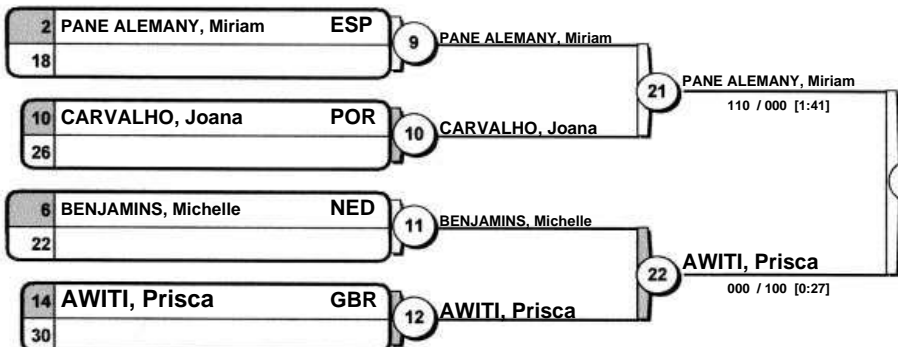 2 PANE ALEMANY, Miriam ESP
18
9 PANE ALEMANY, Miriam
10 CARVALHO, Joana POR
26
10 CARVALHO, Joana
21 PANE ALEMANY, Miriam
110 / 000 [1:41]
6 BENJAMINS, Michelle NED
22
11 BENJAMINS, Michelle
14 AWITI, Prisca GBR
30
12 AWITI, Prisca
22 AWITI, Prisca
000 / 100 [0:27]